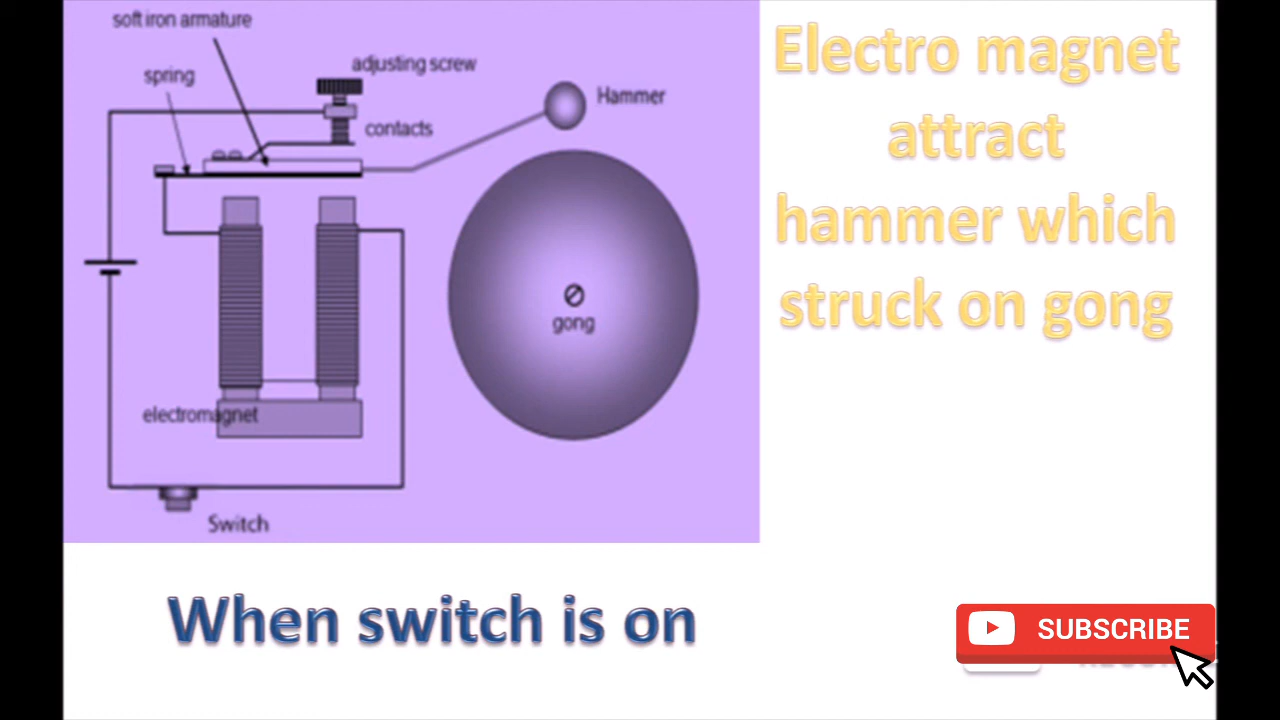 soft iron armature
adjusting screw
spring
Hammer
contacts
gong
electromagnet
Switch
Electro magnet
attract
hammer which
struck on gong
When switch is on
SUBSCRIBE